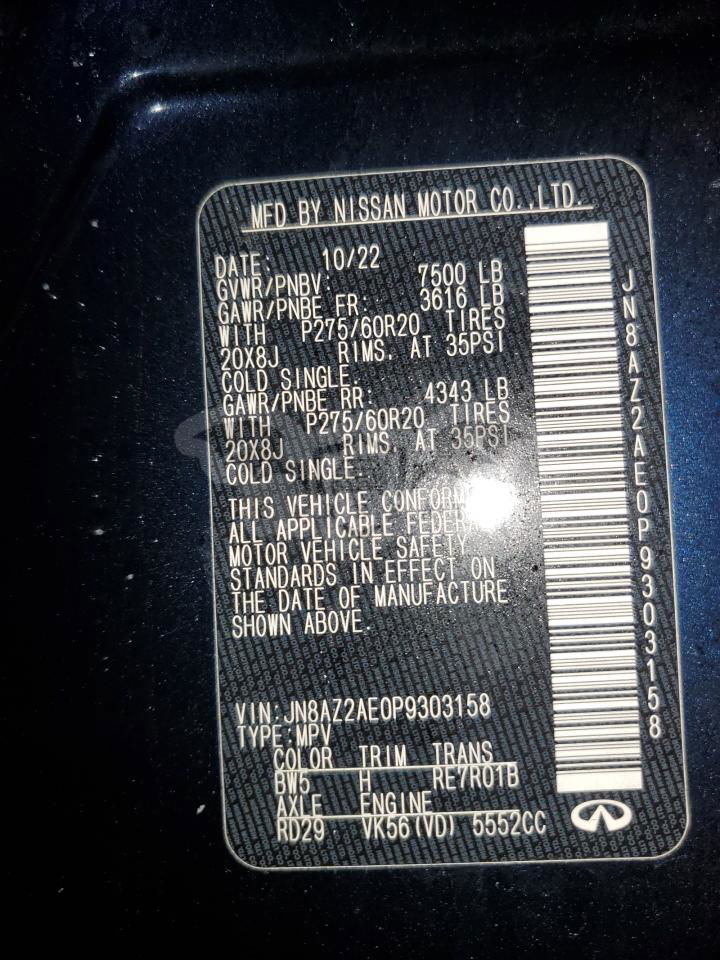 MFD BY NISSAN MOTOR CO.,LTD.
DATE: 10/22
GVWR/PNBV: 7500 LB
GAWR/PNBE FR: 3616 LB
WITH P275/60R20 TIRES
20X8J RIMS. AT 35PSI
COLD SINGLE.
GAWR/PNBE RR: 4343 LB
WITH P275/60R20 TIRES
20X8J RIMS. AT 35PSI
COLD SINGLE.
THIS VEHICLE
ALL APPLICABLE
MOTOR VEHICLE SAFETY
STANDARDS IN EFFECT ON
THE DATE OF MANUFACTURE
SHOWN ABOVE.
VIN:JN8AZ2AE0P9303158
TYPE:MPV
COLOR TRIM TRANS
BW5 H RE7R01B
AXLE ENGINE
RD29 VK56(VD) 5552CC
JN8AZ2AE0P9303158